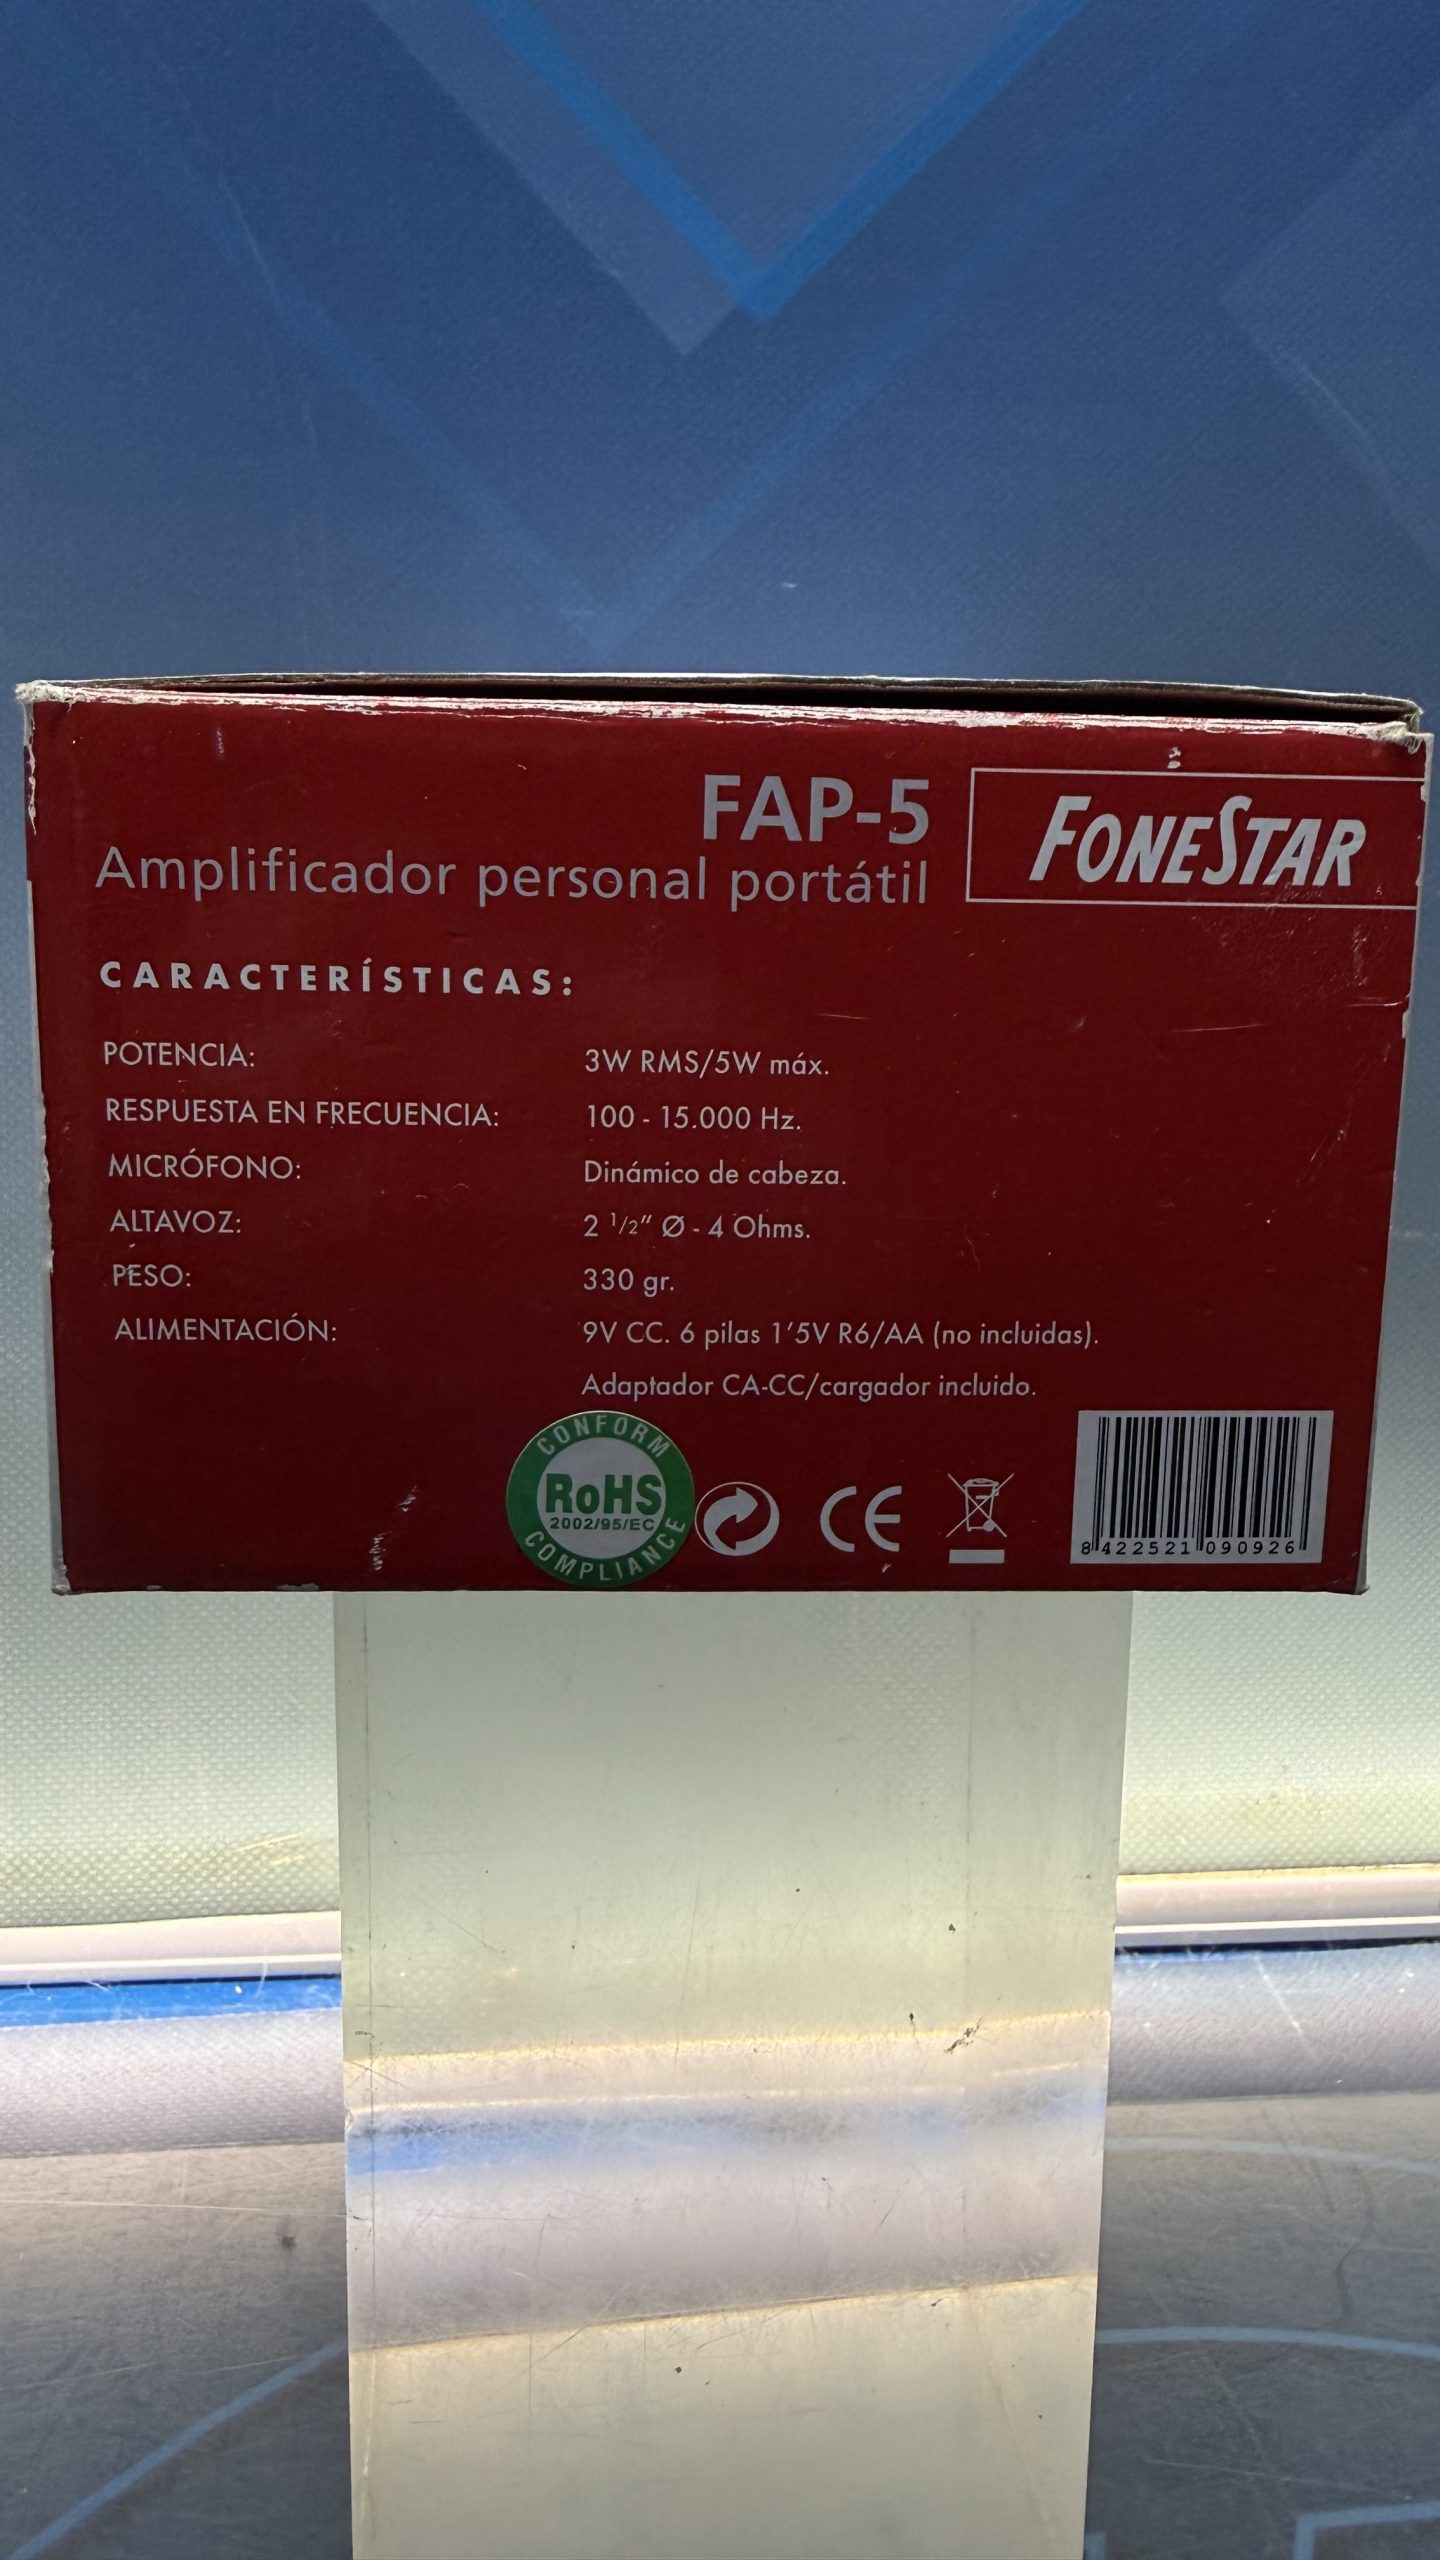 FAP-5
Amplificador personal portátil
FONESTAR
CARACTERÍSTICAS:
POTENCIA: 3W RMS/5W máx.
RESPUESTA EN FRECUENCIA: 100 - 15.000 Hz.
MICRÓFONO: Dinámico de cabeza.
ALTAVOZ: 2 1/2" Ø - 4 Ohms.
PESO: 330 gr.
ALIMENTACIÓN: 9V CC. 6 pilas 1'5V R6/AA (no incluidas).
Adaptador CA-CC/cargador incluido.
CONFORM
RoHS
2002/95/EC
COMPLIANCE
CE
8 422521 090926